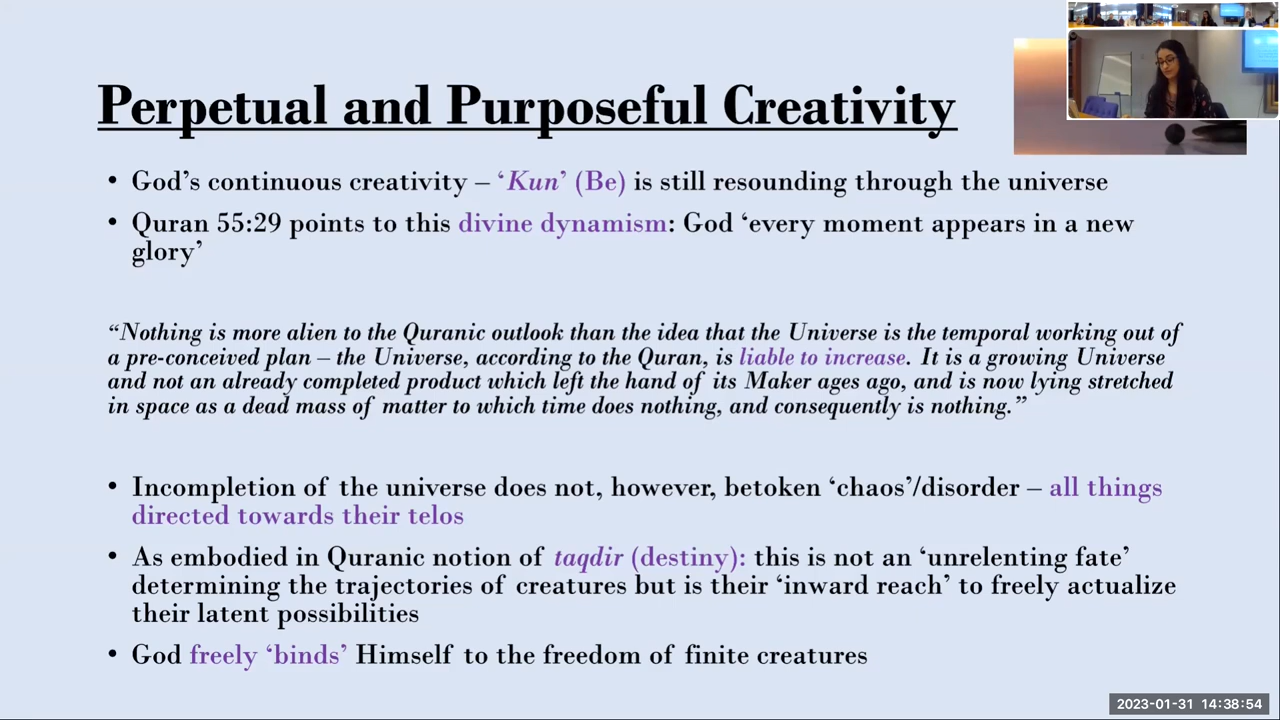 Perpetual and Purposeful Creativity
• God’s continuous creativity – ‘Kun’ (Be) is still resounding through the universe
• Quran 55:29 points to this divine dynamism: God ‘every moment appears in a new
glory’
“Nothing is more alien to the Quranic outlook than the idea that the Universe is the temporal working out of
a pre-conceived plan – the Universe, according to the Quran, is liable to increase. It is a growing Universe
and not an already completed product which left the hand of its Maker ages ago, and is now lying stretched
in space as a dead mass of matter to which time does nothing, and consequently is nothing.”
• Incompletion of the universe does not, however, betoken ‘chaos’/disorder – all things
directed towards their telos
• As embodied in Quranic notion of taqdir (destiny): this is not an ‘unrelenting fate’
determining the trajectories of creatures but is their ‘inward reach’ to freely actualize
their latent possibilities
• God freely ‘binds’ Himself to the freedom of finite creatures
2023-01-31 14:38:54